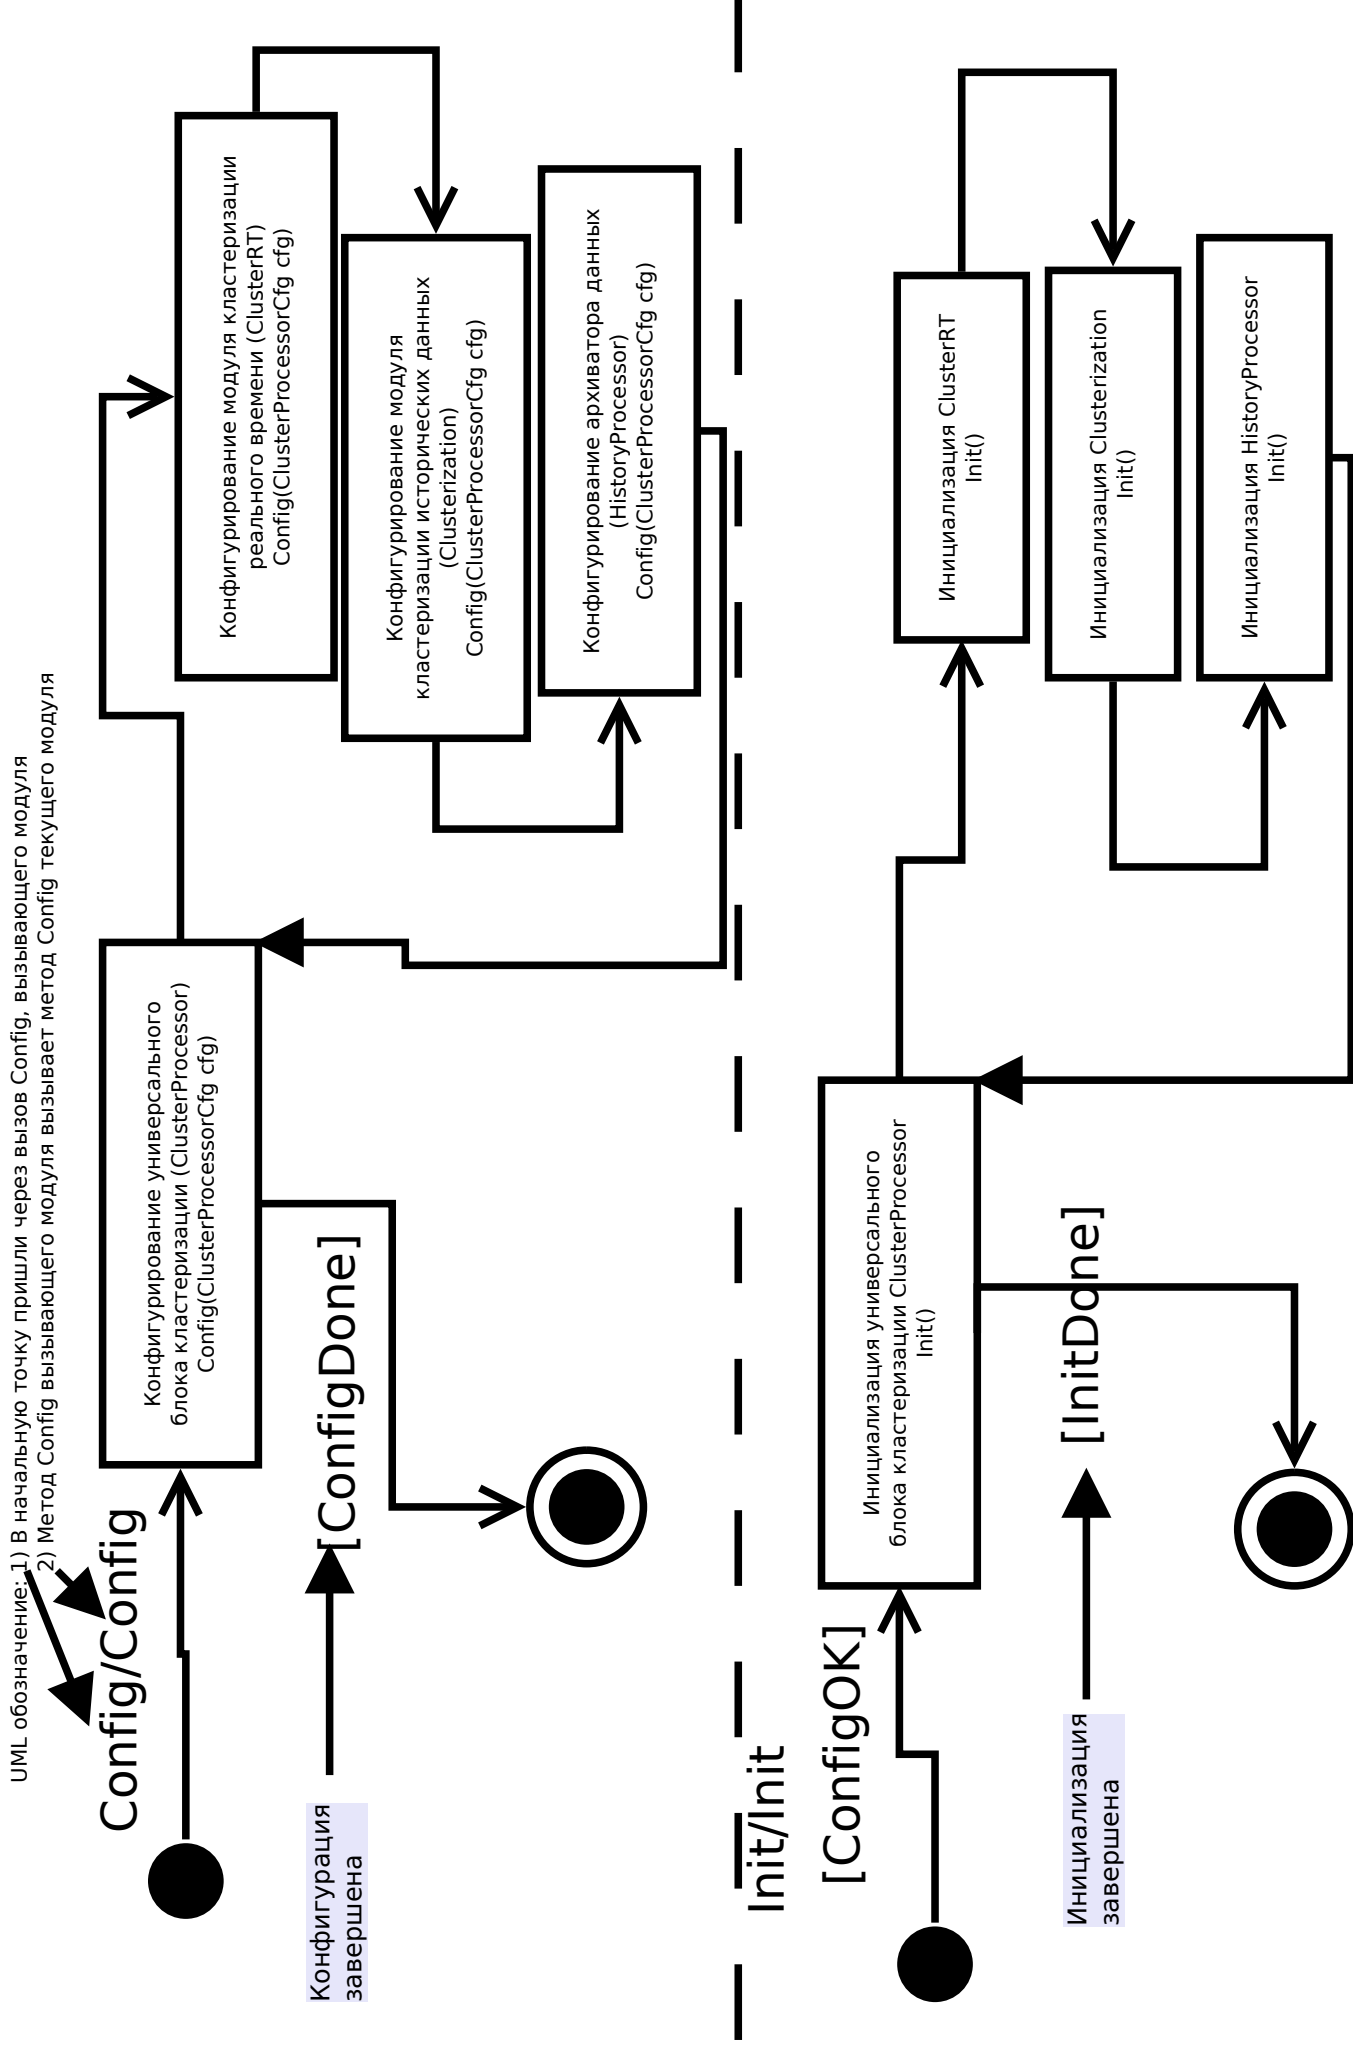 UML обозначение: 1) В начальную точку пришли через вызов Config, вызывающего модуля
2) Метод Config вызывающего модуля вызывает метод Config текущего модуля
Config/Config
Конфигурирование универсального
блока кластеризации (ClusterProcessor)
Config(ClusterProcessorCfg cfg)
Конфигурирование модуля кластеризации
реального времени (ClusterRT)
Config(ClusterProcessorCfg cfg)
Конфигурирование модуля
кластеризации исторических данных
(Clusterization)
Config(ClusterProcessorCfg cfg)
Конфигурирование архиватора данных
(HistoryProcessor)
Config(ClusterProcessorCfg cfg)
Конфигурация
завершена
[ConfigDone]
Init/Init
[ConfigOK]
Инициализация универсального
блока кластеризации ClusterProcessor
Init()
Инициализация ClusterRT
Init()
Инициализация Clusterization
Init()
Инициализация HistoryProcessor
Init()
Инициализация
завершена
[InitDone]